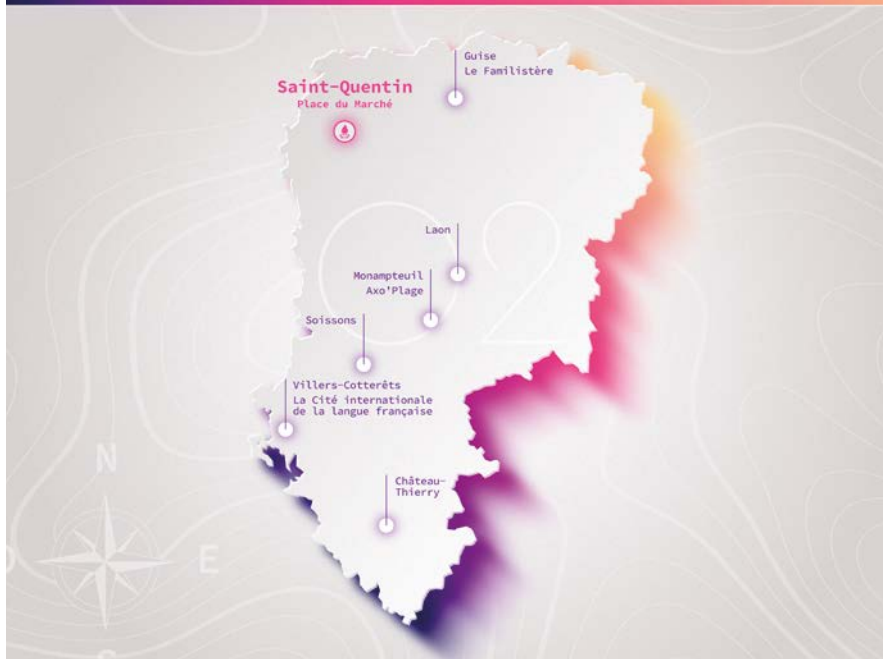 Guise
Le Familistère
Saint-Quentin
Place du Marché
02
Laon
Monampteuil
Axo'Plage
Soissons
Villers-Cotterêts
La Cité internationale
de la langue française
Château-
Thierry
N
O
E
S